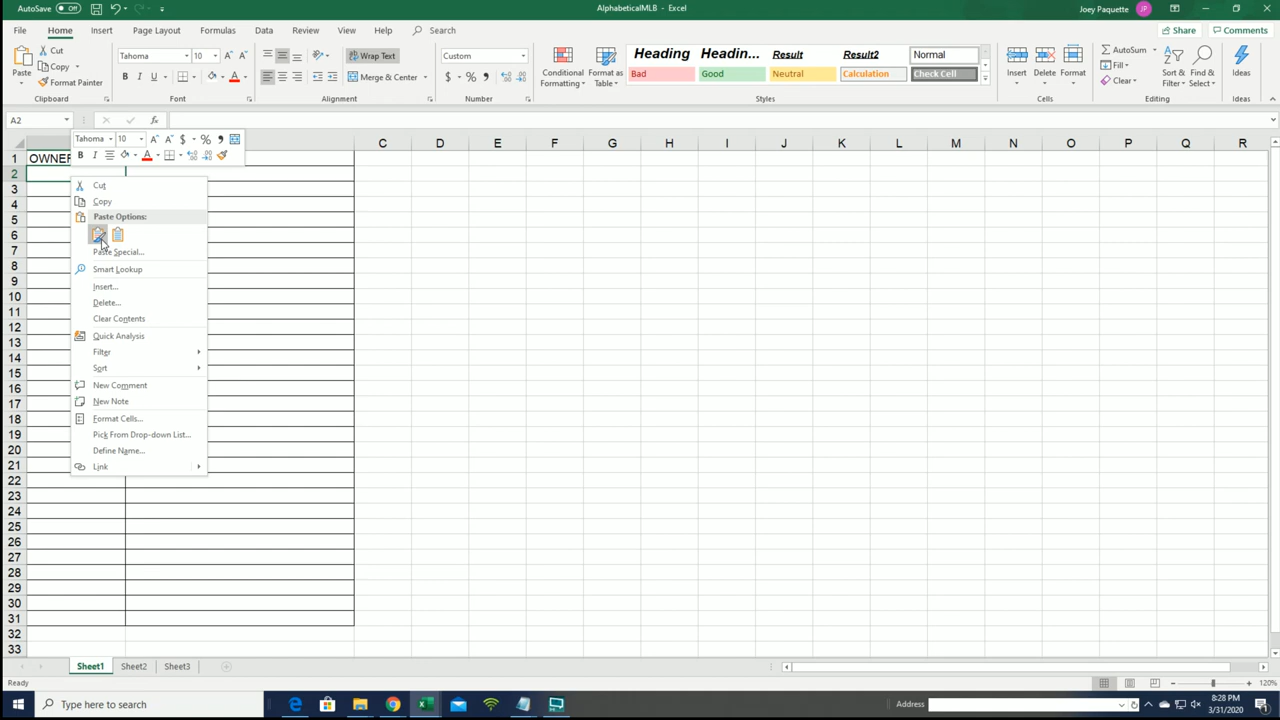 AutoSave Off AlphabeticalMLB - Excel Joey Paquette JP
File Home Insert Page Layout Formulas Data Review View Help Search Share Comments
Paste Cut Copy Format Painter Clipboard
Tahoma 10 A A B I U A Font
Wrap Text Merge & Center Alignment
Custom $ % , Number
Conditional Formatting Format as Table
Heading Headin... Result Result2 Normal
Bad Good Neutral Calculation Check Cell
Styles
Insert Delete Format Cells
AutoSum Fill Clear Sort & Filter Find & Select Editing
Ideas Ideas
A2 fx
Tahoma 10 A A $ % ,
B I A
C D E F G H I J K L M N O P Q R
1 OWNER
2
3
4
5
6
7
8
9
10
11
12
13
14
15
16
17
18
19
20
21
22
23
24
25
26
27
28
29
30
31
32
33
Cut
Copy
Paste Options:
Paste Special...
Smart Lookup
Insert...
Delete...
Clear Contents
Quick Analysis
Filter
Sort
New Comment
New Note
Format Cells...
Pick From Drop-down List...
Define Name...
Link
Sheet1 Sheet2 Sheet3
Ready 120%
Type here to search Address 8:28 PM
3/31/2020